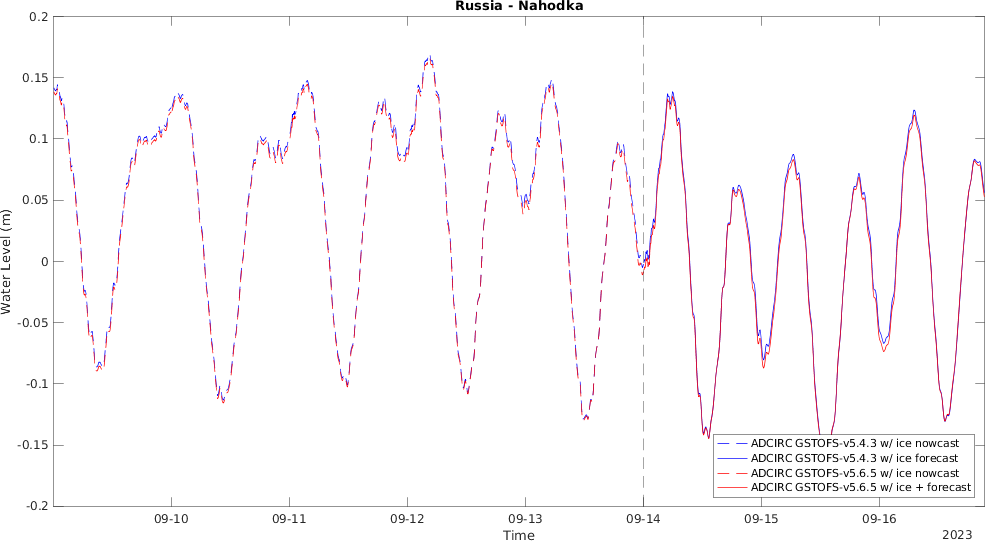 Russia - Nahodka
0.2
0.15
0.1
0.05
0
-0.05
-0.1
-0.15
-0.2
Water Level (m)
09-10 09-11 09-12 09-13 09-14 09-15 09-16
Time
2023
ADCIRC GSTOFS-v5.4.3 w/ ice nowcast
ADCIRC GSTOFS-v5.4.3 w/ ice forecast
ADCIRC GSTOFS-v5.6.5 w/ ice nowcast
ADCIRC GSTOFS-v5.6.5 w/ ice + forecast